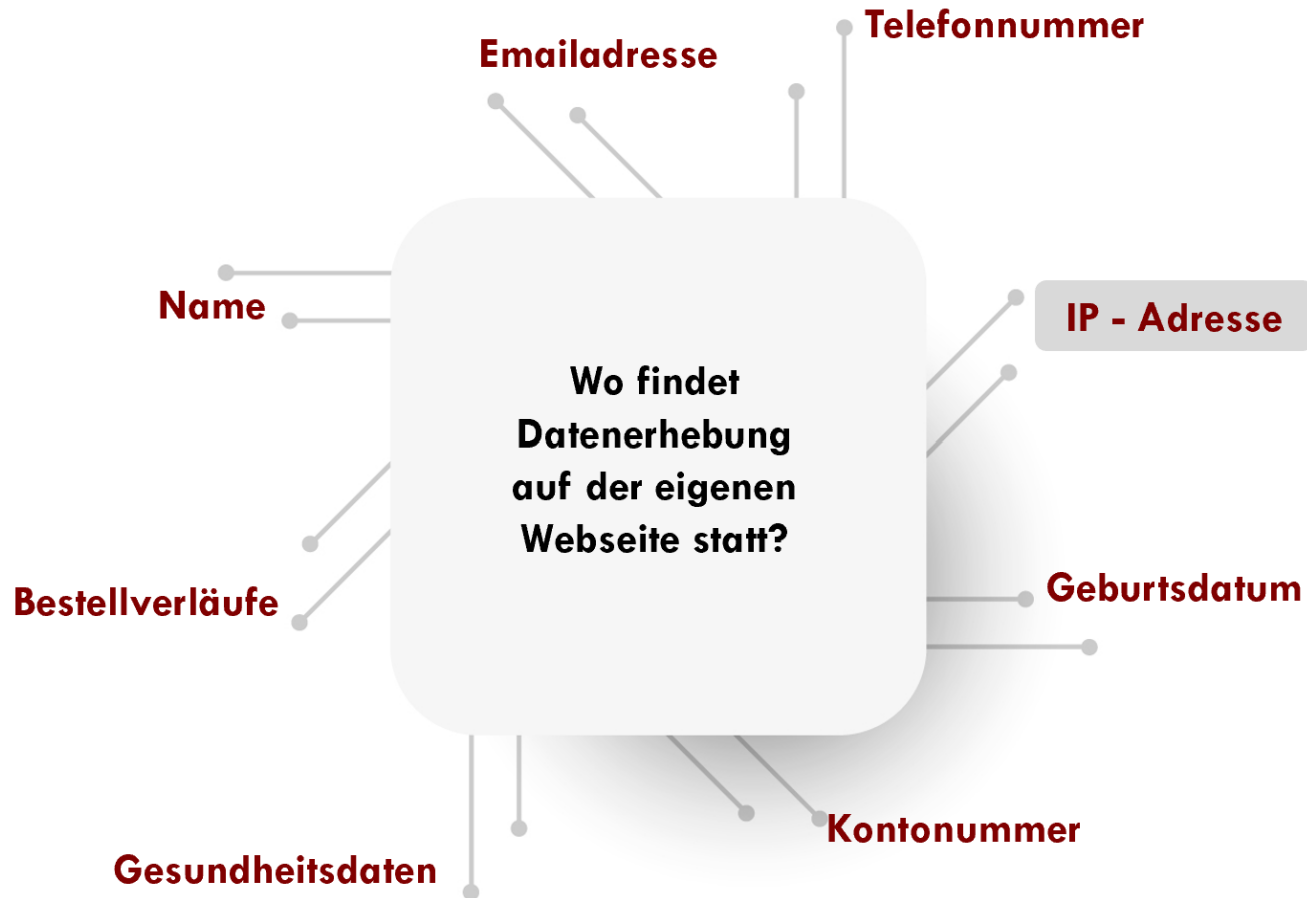 Telefonnummer
Emailadresse
Name
IP - Adresse
Wo findet
Datenerhebung
auf der eigenen
Webseite statt?
Bestellverläufe
Geburtsdatum
Kontonummer
Gesundheitsdaten